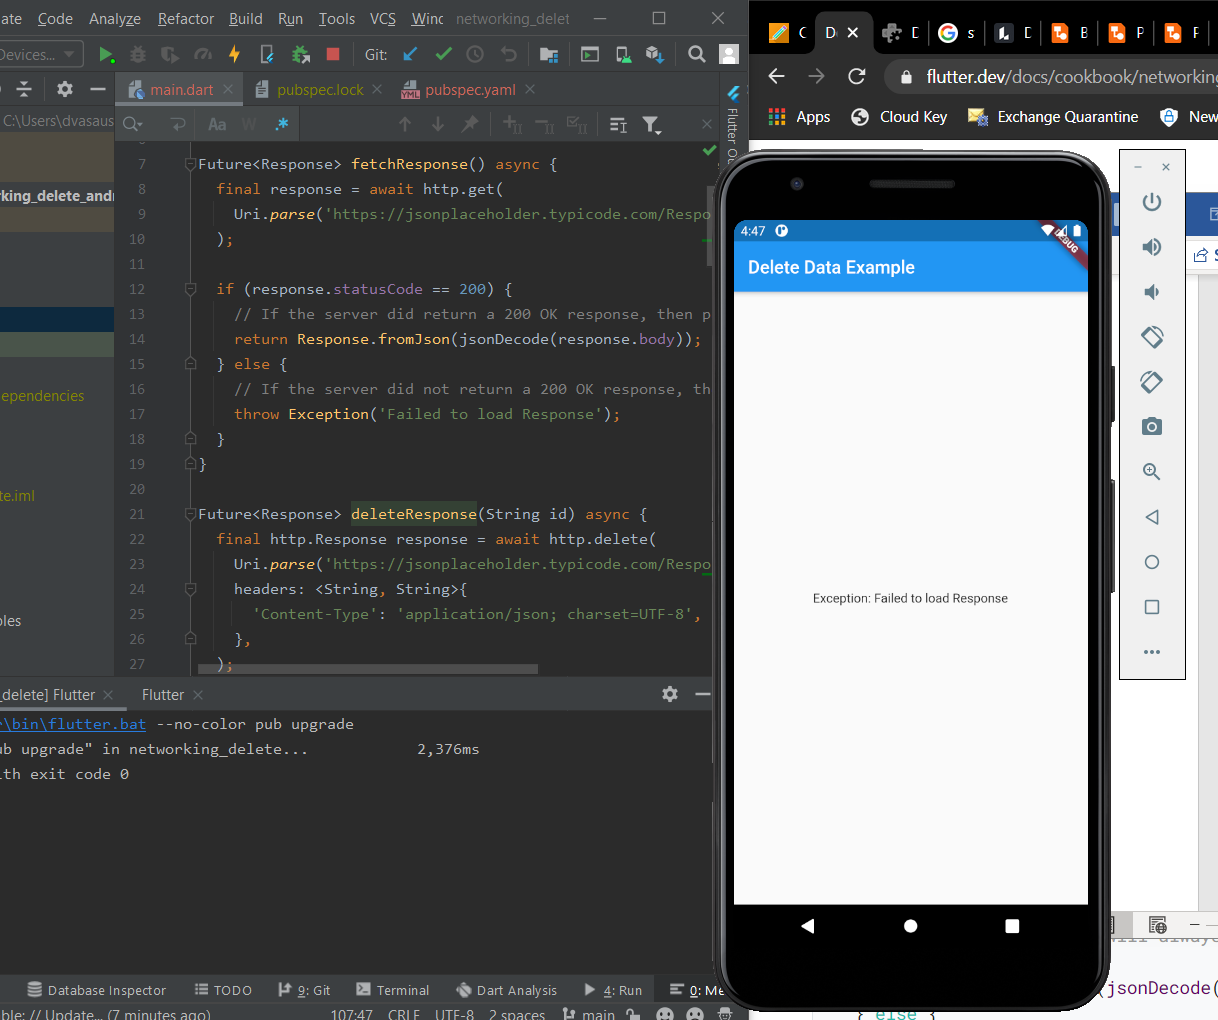 ate Code Analyze Refactor Build Run Tools VCS Winc networking_delet
Devices... Git:
main.dart pubspec.lock pubspec.yaml
C:\Users\dvasaus
Aa W .*
rking_delete_andr
ependencies
te.iml
oles
7 Future<Response> fetchResponse() async {
8 final response = await http.get(
9 Uri.parse('https://jsonplaceholder.typicode.com/Respo
10 );
11
12 if (response.statusCode == 200) {
13 // If the server did return a 200 OK response, then p
14 return Response.fromJson(jsonDecode(response.body));
15 } else {
16 // If the server did not return a 200 OK response, th
17 throw Exception('Failed to load Response');
18 }
19 }
20
21 Future<Response> deleteResponse(String id) async {
22 final http.Response response = await http.delete(
23 Uri.parse('https://jsonplaceholder.typicode.com/Respo
24 headers: <String, String>{
25 'Content-Type': 'application/json; charset=UTF-8',
26 },
27 );
Flutter Ou
_delete] Flutter Flutter
r\bin\flutter.bat --no-color pub upgrade
ub upgrade" in networking_delete... 2,376ms
ith exit code 0
Database Inspector TODO 9: Git Terminal Dart Analysis 4: Run 0: Me
ble: // Update... (7 minutes ago) 107:47 CRLF UTF-8 2 spaces main
C D D s D B P F
flutter.dev/docs/cookbook/networking
Apps Cloud Key Exchange Quarantine New
4:47
DEBUG
Delete Data Example
Exception: Failed to load Response
S
will always
(jsonDecode(
} else {